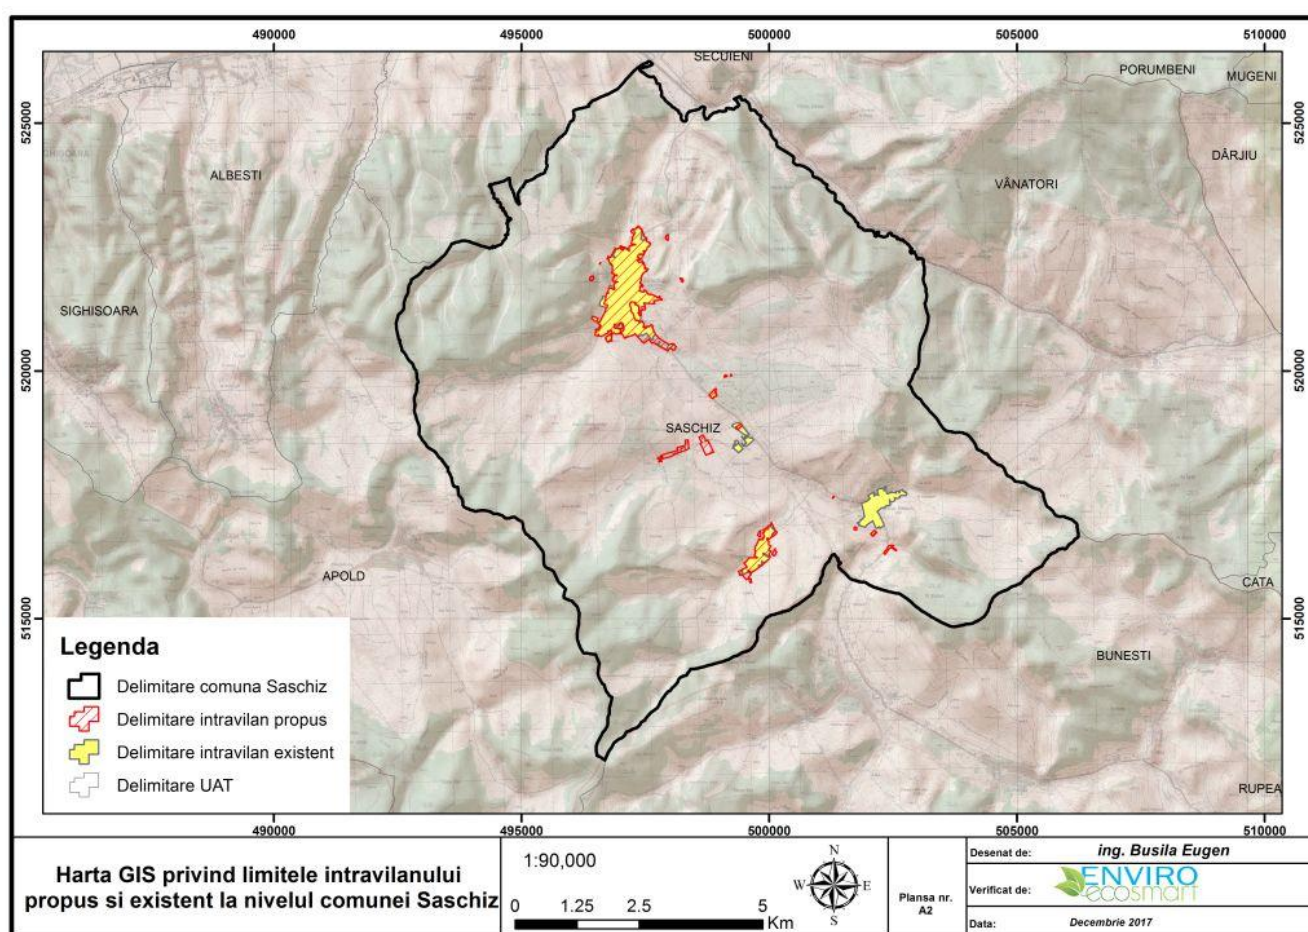 490000 495000 500000 505000 510000
SECUIENI
PORUMBENI
MUGENI
525000 525000
DÂRJIU
ALBESTI
VÂNATORI
SIGHISOARA
520000 520000
SASCHIZ
APOLD
CATA
515000 515000
BUNESTI
RUPEA
Legenda
Delimitare comuna Saschiz
Delimitare intravilan propus
Delimitare intravilan existent
Delimitare UAT
490000 495000 500000 505000 510000
Harta GIS privind limitele intravilanului
propus si existent la nivelul comunei Saschiz
1:90,000
0 1.25 2.5 5
Km
N
W E
S
Plansa nr.
A2
Desenat de: ing. Busila Eugen
Verificat de: ENVIRO
ecosmart
Data: Decembrie 2017